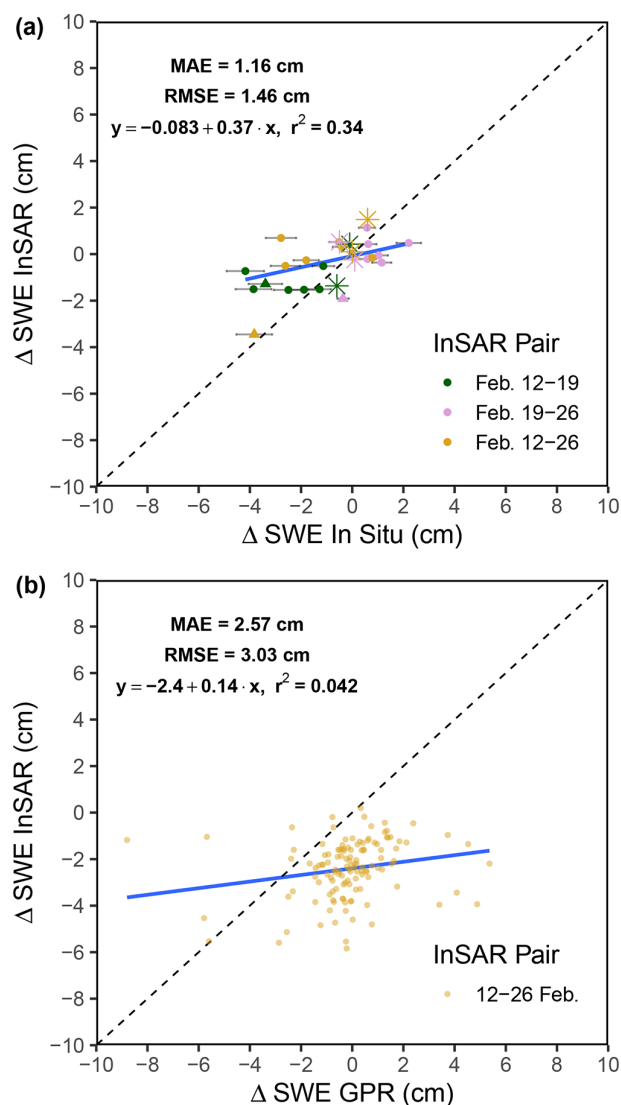 (a)
10
8
6
4
2
0
−2
−4
−6
−8
−10
Δ SWE InSAR (cm)
MAE = 1.16 cm
RMSE = 1.46 cm
y = −0.083 + 0.37 · x, r² = 0.34
InSAR Pair
Feb. 12−19
Feb. 19−26
Feb. 12−26
−10 −8 −6 −4 −2 0 2 4 6 8 10
Δ SWE In Situ (cm)
(b)
10
8
6
4
2
0
−2
−4
−6
−8
−10
Δ SWE InSAR (cm)
MAE = 2.57 cm
RMSE = 3.03 cm
y = −2.4 + 0.14 · x, r² = 0.042
InSAR Pair
12−26 Feb.
−10 −8 −6 −4 −2 0 2 4 6 8 10
Δ SWE GPR (cm)